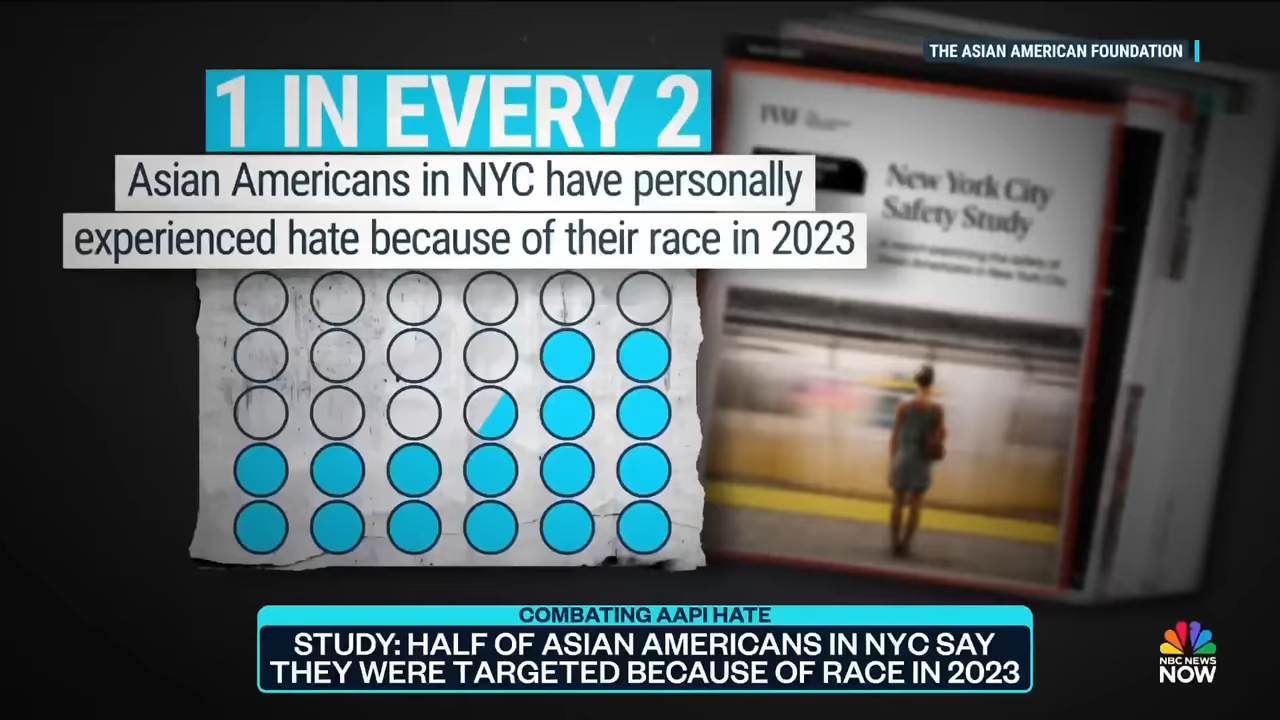 THE ASIAN AMERICAN FOUNDATION
1 IN EVERY 2
Asian Americans in NYC have personally
experienced hate because of their race in 2023
New York City
Safety Study
COMBATING AAPI HATE
STUDY: HALF OF ASIAN AMERICANS IN NYC SAY
THEY WERE TARGETED BECAUSE OF RACE IN 2023
NBC NEWS
NOW